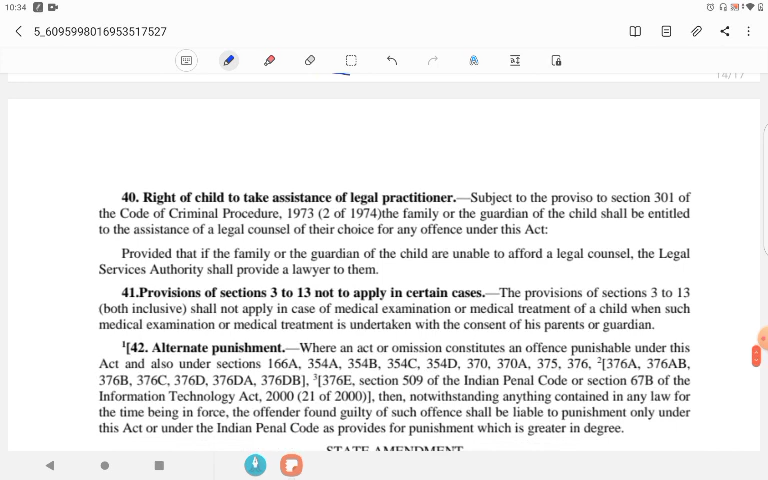 10:34
5_6095998016953517527
14/17
40. Right of child to take assistance of legal practitioner.—Subject to the proviso to section 301 of
the Code of Criminal Procedure, 1973 (2 of 1974)the family or the guardian of the child shall be entitled
to the assistance of a legal counsel of their choice for any offence under this Act:
Provided that if the family or the guardian of the child are unable to afford a legal counsel, the Legal
Services Authority shall provide a lawyer to them.
41.Provisions of sections 3 to 13 not to apply in certain cases.—The provisions of sections 3 to 13
(both inclusive) shall not apply in case of medical examination or medical treatment of a child when such
medical examination or medical treatment is undertaken with the consent of his parents or guardian.
¹[42. Alternate punishment.—Where an act or omission constitutes an offence punishable under this
Act and also under sections 166A, 354A, 354B, 354C, 354D, 370, 370A, 375, 376, ²[376A, 376AB,
376B, 376C, 376D, 376DA, 376DB], ³[376E, section 509 of the Indian Penal Code or section 67B of the
Information Technology Act, 2000 (21 of 2000)], then, notwithstanding anything contained in any law for
the time being in force, the offender found guilty of such offence shall be liable to punishment only under
this Act or under the Indian Penal Code as provides for punishment which is greater in degree.
STATE AMENDMENT